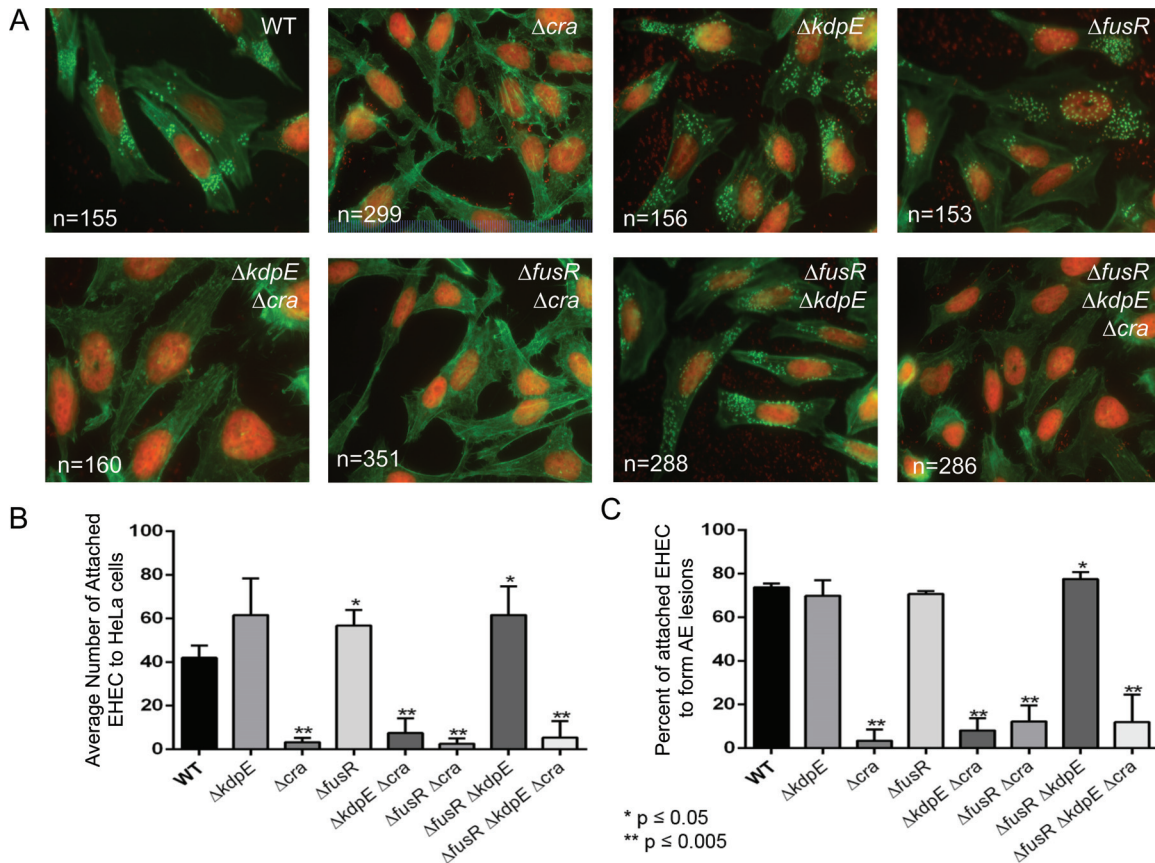 A
WT
n=155
Δcra
n=299
ΔkdpE
n=156
ΔfusR
n=153
ΔkdpE
Δcra
n=160
ΔfusR
Δcra
n=351
ΔfusR
ΔkdpE
n=288
ΔfusR
ΔkdpE
Δcra
n=286
B
Average Number of Attached
EHEC to HeLa cells
100
80
60
40
20
0
**
*
**
**
*
**
WT
ΔkdpE
Δcra
ΔfusR
ΔkdpE Δcra
ΔfusR Δcra
ΔfusR ΔkdpE
ΔfusR ΔkdpE Δcra
C
Percent of attached EHEC
to form AE lesions
100
80
60
40
20
0
**
**
**
*
**
WT
ΔkdpE
Δcra
ΔfusR
ΔkdpE Δcra
ΔfusR Δcra
ΔfusR ΔkdpE
ΔfusR ΔkdpE Δcra
* p ≤ 0.05
** p ≤ 0.005